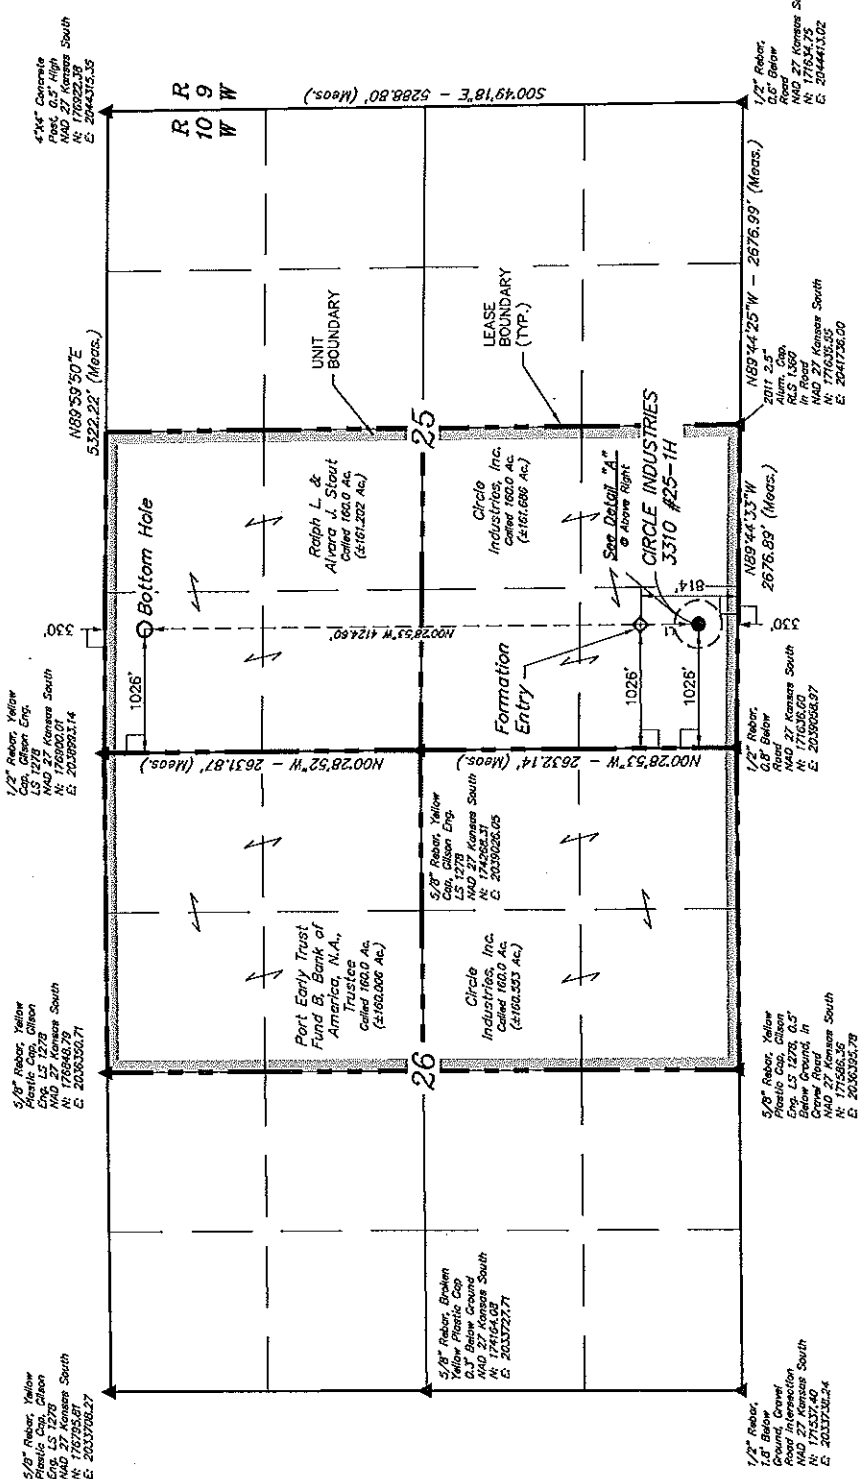 5/8" Rebar, Yellow
Plastic Cap, Gilson
Eng. LS 1278
NAD 27 Kansas South
N: 176795.81
E: 2033708.27
5/8" Rebar, Yellow
Plastic Cap, Gilson
Eng. LS 1278
NAD 27 Kansas South
N: 176848.79
E: 2036350.71
1/2" Rebar, Yellow
Cap, Gilson Eng.
LS 1278
NAD 27 Kansas South
N: 176900.01
E: 2038993.14
N89°59'50"E
5322.22' (Meas.)
4"X4" Concrete
Post, 0.5' High
NAD 27 Kansas South
N: 176922.38
E: 2044315.35
R R
10 9
W W
330'
Bottom Hole
1026'
UNIT
BOUNDARY
Port Early Trust
Fund B, Bank of
America, N.A.,
Trustee
Called 160.0 Ac.
(±160.006 Ac.)
N00°28'52"W - 2631.87' (Meas.)
Ralph L. &
Alvara J. Stout
Called 160.0 Ac.
(±161.202 Ac.)
N00°28'53"W 4124.60'
S00°49'18"E - 5288.80' (Meas.)
26
25
5/8" Rebar, Broken
Yellow Plastic Cap
0.3' Below Ground
NAD 27 Kansas South
N: 174164.08
E: 2033727.71
5/8" Rebar, Yellow
Cap, Gilson Eng.
LS 1278
NAD 27 Kansas South
N: 174268.31
E: 2039026.05
Circle
Industries, Inc.
Called 160.0 Ac.
(±160.553 Ac.)
N00°28'53"W - 2632.14' (Meas.)
Circle
Industries, Inc.
Called 160.0 Ac.
(±161.686 Ac.)
LEASE
BOUNDARY
(TYP.)
Formation
Entry
1026'
See Detail "A"
@ Above Right
CIRCLE INDUSTRIES
3310 #25-1H
814'
1026'
330'
1/2" Rebar,
1.8' Below
Ground, Gravel
Road Intersection
NAD 27 Kansas South
N: 171537.40
E: 2033738.24
5/8" Rebar, Yellow
Plastic Cap, Gilson
Eng. LS 1278, 0.5'
Below Ground, in
Gravel Road
NAD 27 Kansas South
N: 171586.36
E: 2036395.78
1/2" Rebar,
0.8' Below
Road
NAD 27 Kansas South
N: 171636.60
E: 2039058.97
N89°44'33"W
2676.89' (Meas.)
2011 2.5"
Alum. Cap,
RLS 1360
In Road
NAD 27 Kansas South
E: 2041736.00
N89°44'25"W - 2676.99' (Meas.)
1/2" Rebar,
0.6' Below
Road
NAD 27 Kansas So
N: 171634.75
E: 2044413.02